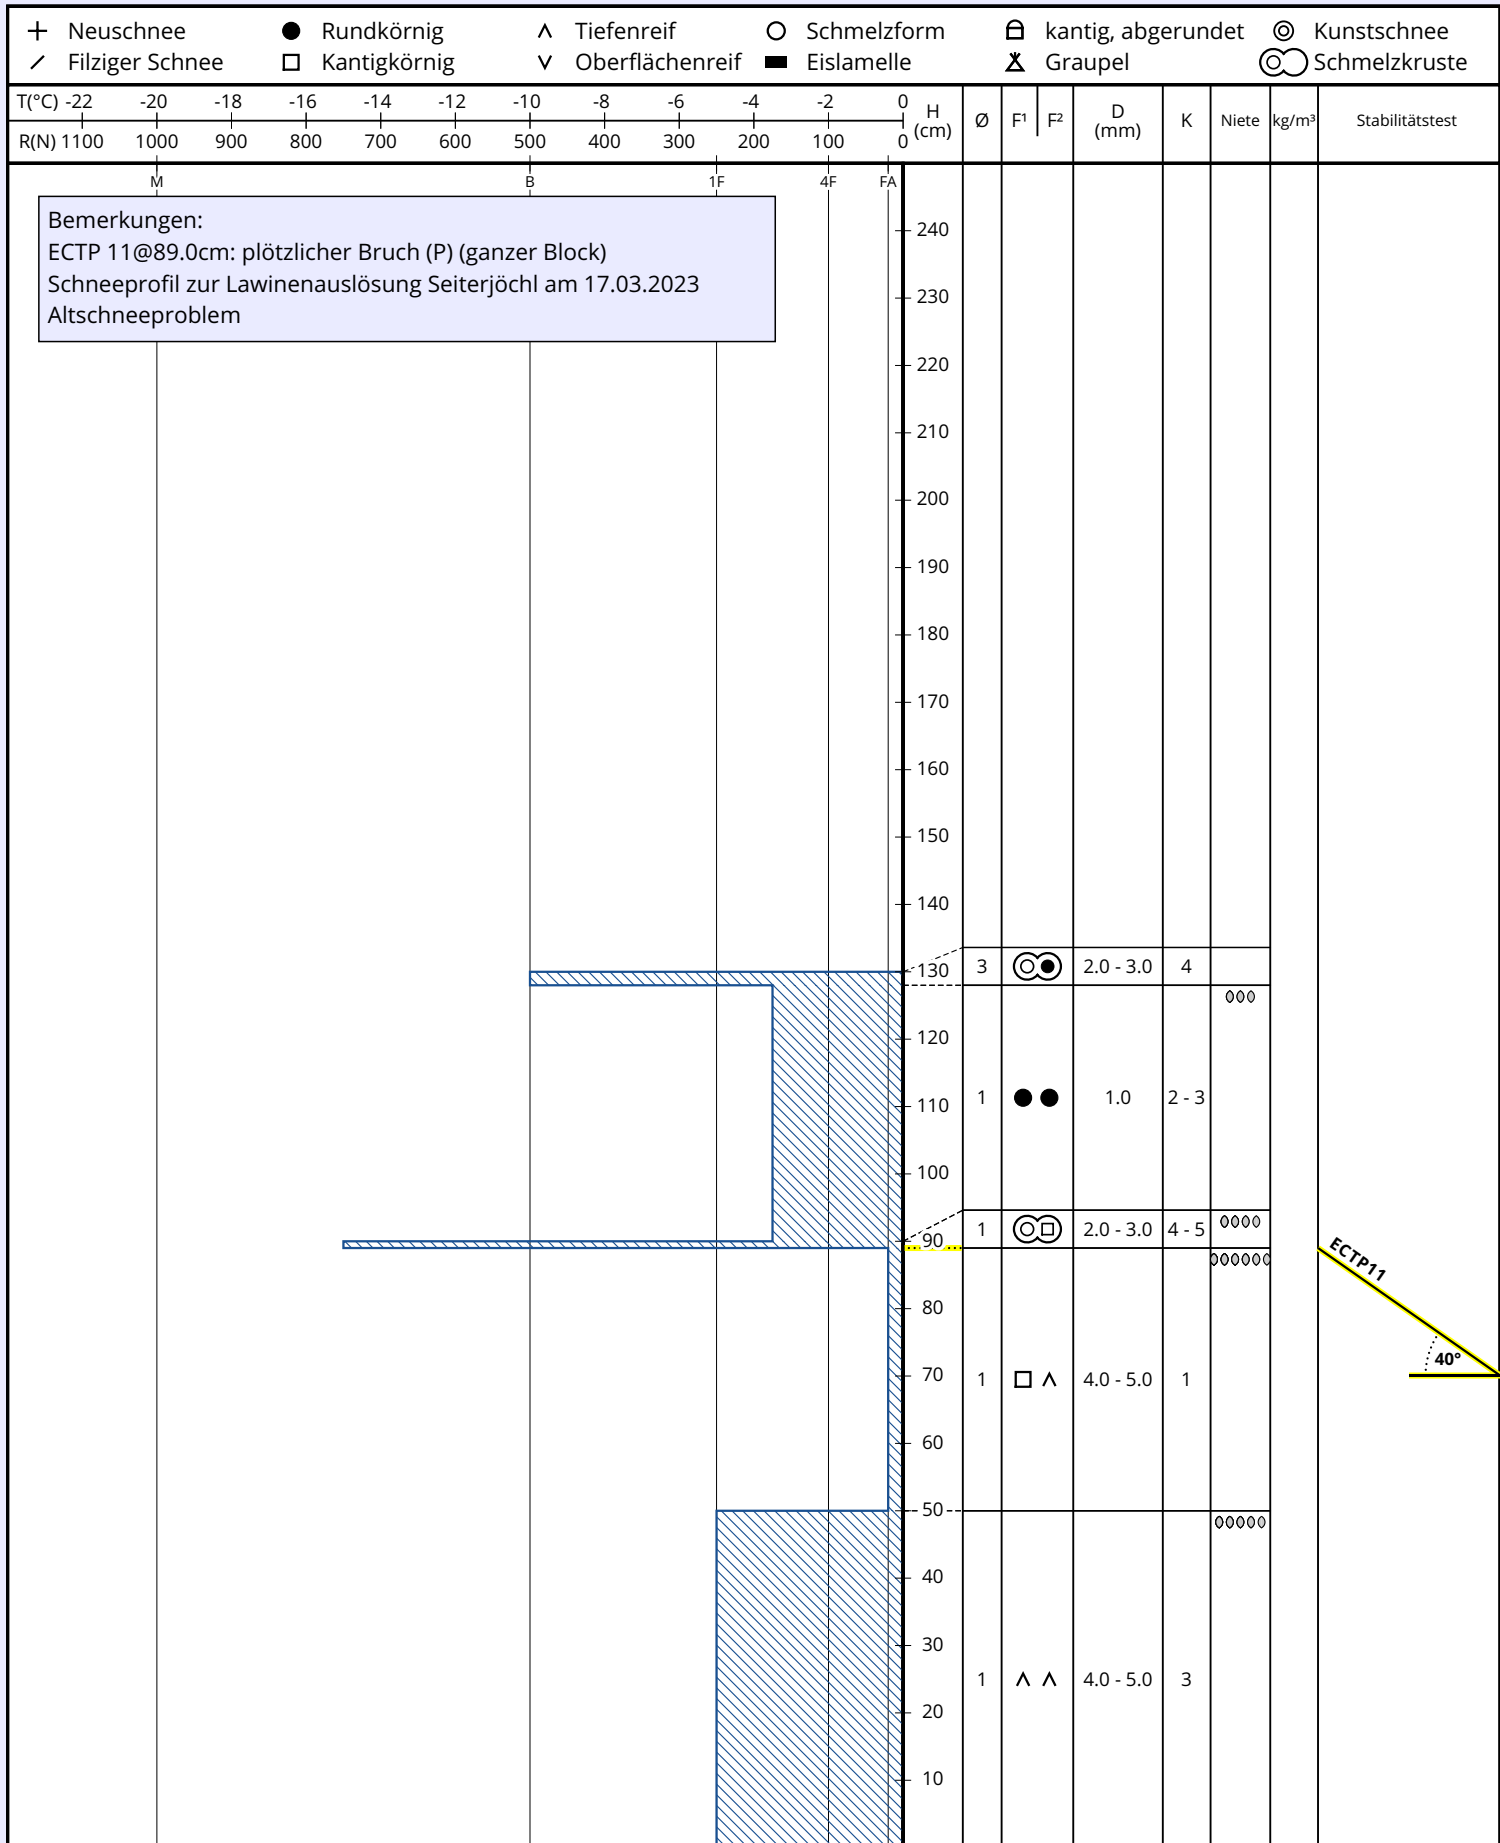 Neuschnee Rundkörnig Tiefenreif Schmelzform kantig, abgerundet Kunstschnee
Filziger Schnee Kantigkörnig Oberflächenreif Eislamelle Graupel Schmelzkruste
T(°C) -22 -20 -18 -16 -14 -12 -10 -8 -6 -4 -2 0
R(N) 1100 1000 900 800 700 600 500 400 300 200 100 0
H (cm) Ø F¹ F² D (mm) K Niete kg/m³ Stabilitätstest
M B 1F 4F FA
Bemerkungen:
ECTP 11@89.0cm: plötzlicher Bruch (P) (ganzer Block)
Schneeprofil zur Lawinenauslösung Seiterjöchl am 17.03.2023
Altschneeproblem
240
230
220
210
200
190
180
170
160
150
140
130 3 2.0 - 3.0 4
120
110 1 1.0 2 - 3
100
90 1 2.0 - 3.0 4 - 5
ECTP11
80
70 1 4.0 - 5.0 1 40°
60
50
40
30
1 4.0 - 5.0 3
20
10